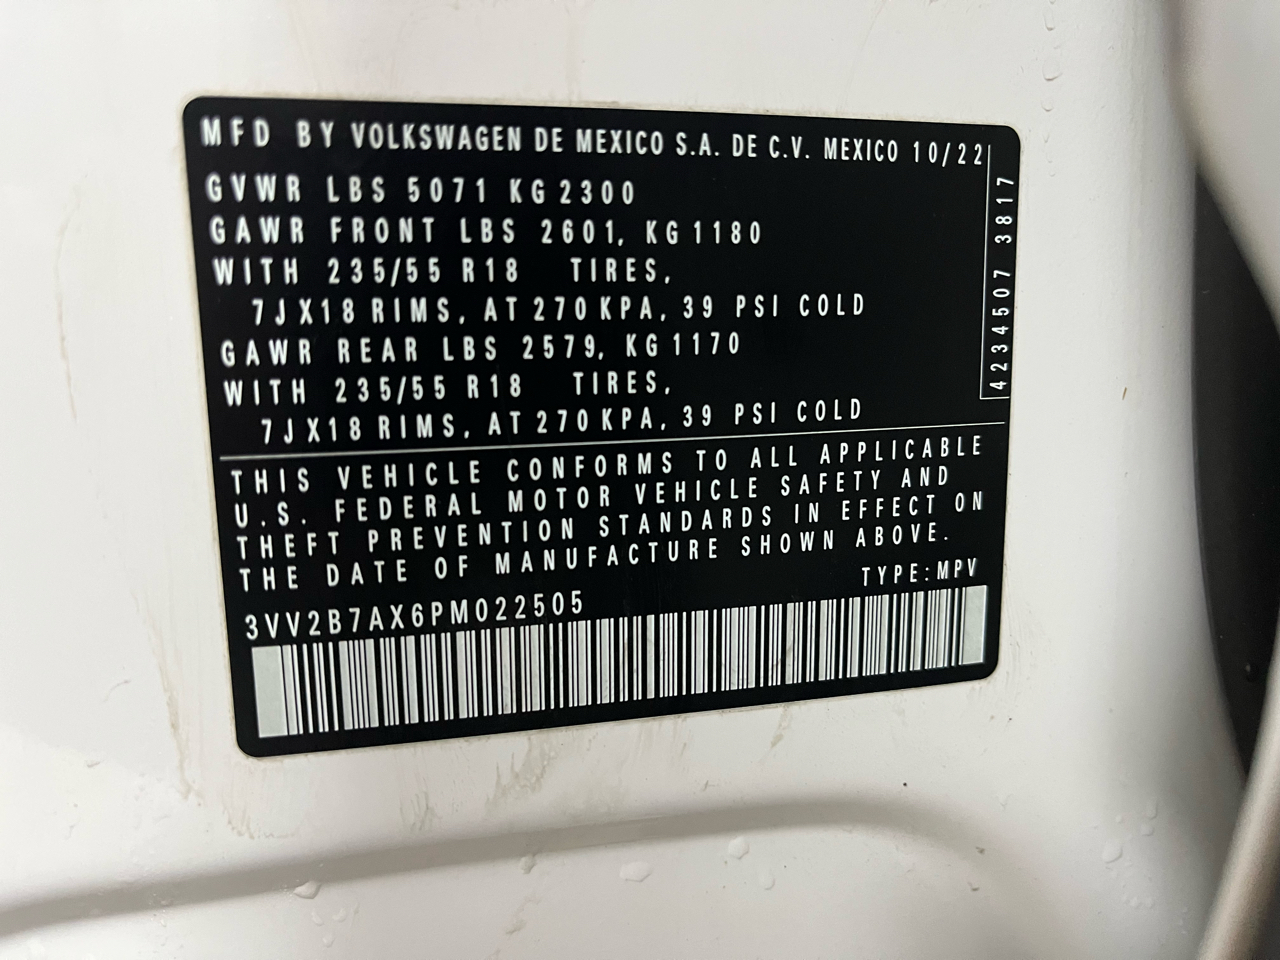 MFD BY VOLKSWAGEN DE MEXICO S.A. DE C.V. MEXICO 10/22
GVWR LBS 5071 KG 2300
GAWR FRONT LBS 2601, KG 1180
WITH 235/55 R18 TIRES,
7JX18 RIMS, AT 270 KPA, 39 PSI COLD
GAWR REAR LBS 2579, KG 1170
WITH 235/55 R18 TIRES,
7JX18 RIMS, AT 270 KPA, 39 PSI COLD
4234507 3817
THIS VEHICLE CONFORMS TO ALL APPLICABLE
U.S. FEDERAL MOTOR VEHICLE SAFETY AND
THEFT PREVENTION STANDARDS IN EFFECT ON
THE DATE OF MANUFACTURE SHOWN ABOVE.
TYPE:MPV
3VV2B7AX6PM022505